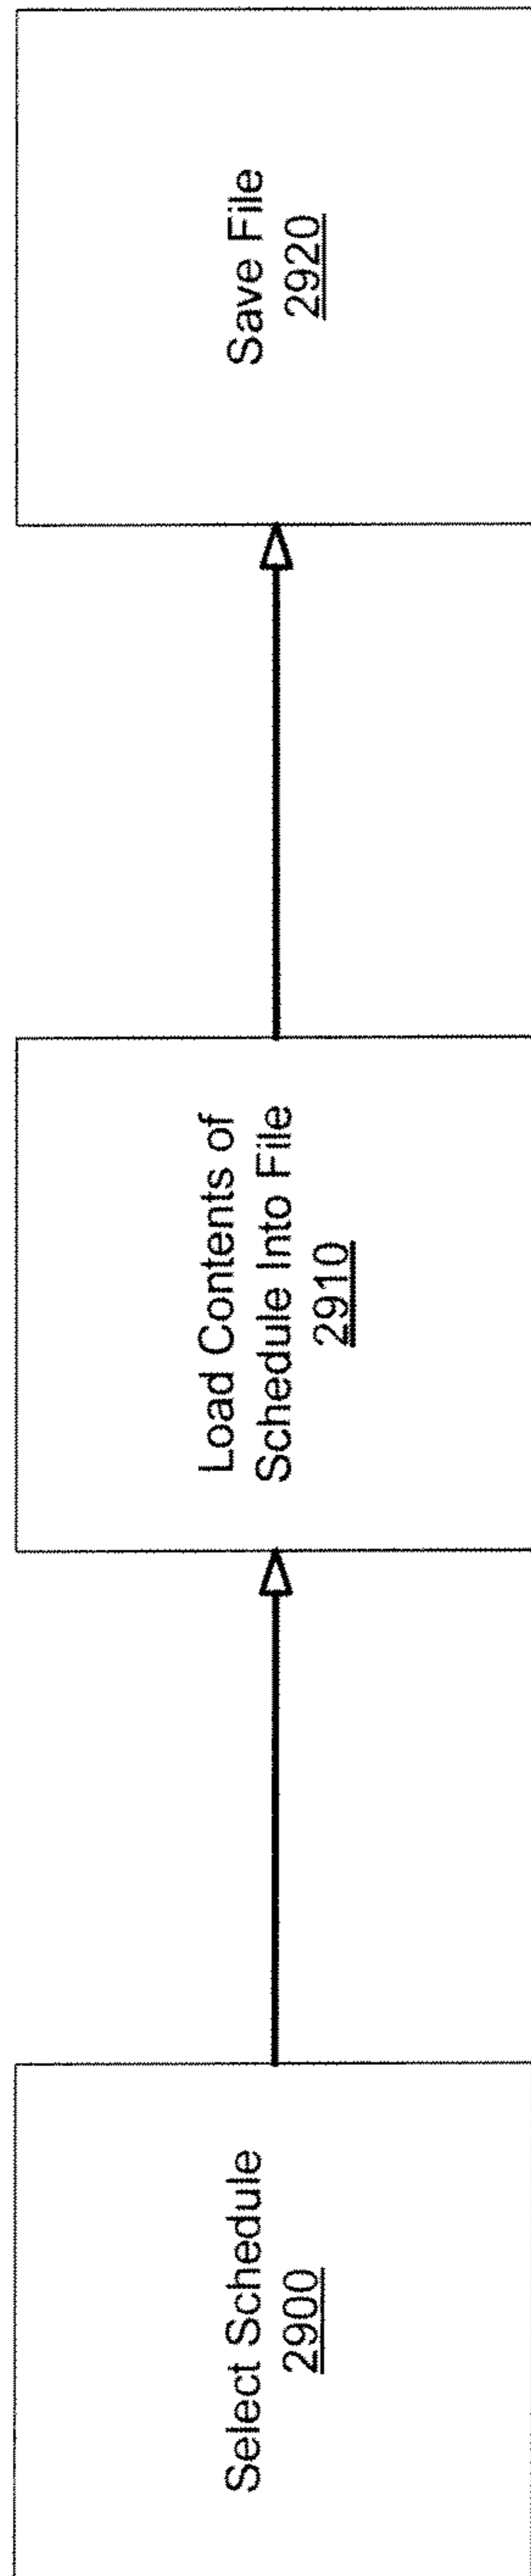 Select Schedule
2900
Load Contents of
Schedule Into File
2910
Save File
2920